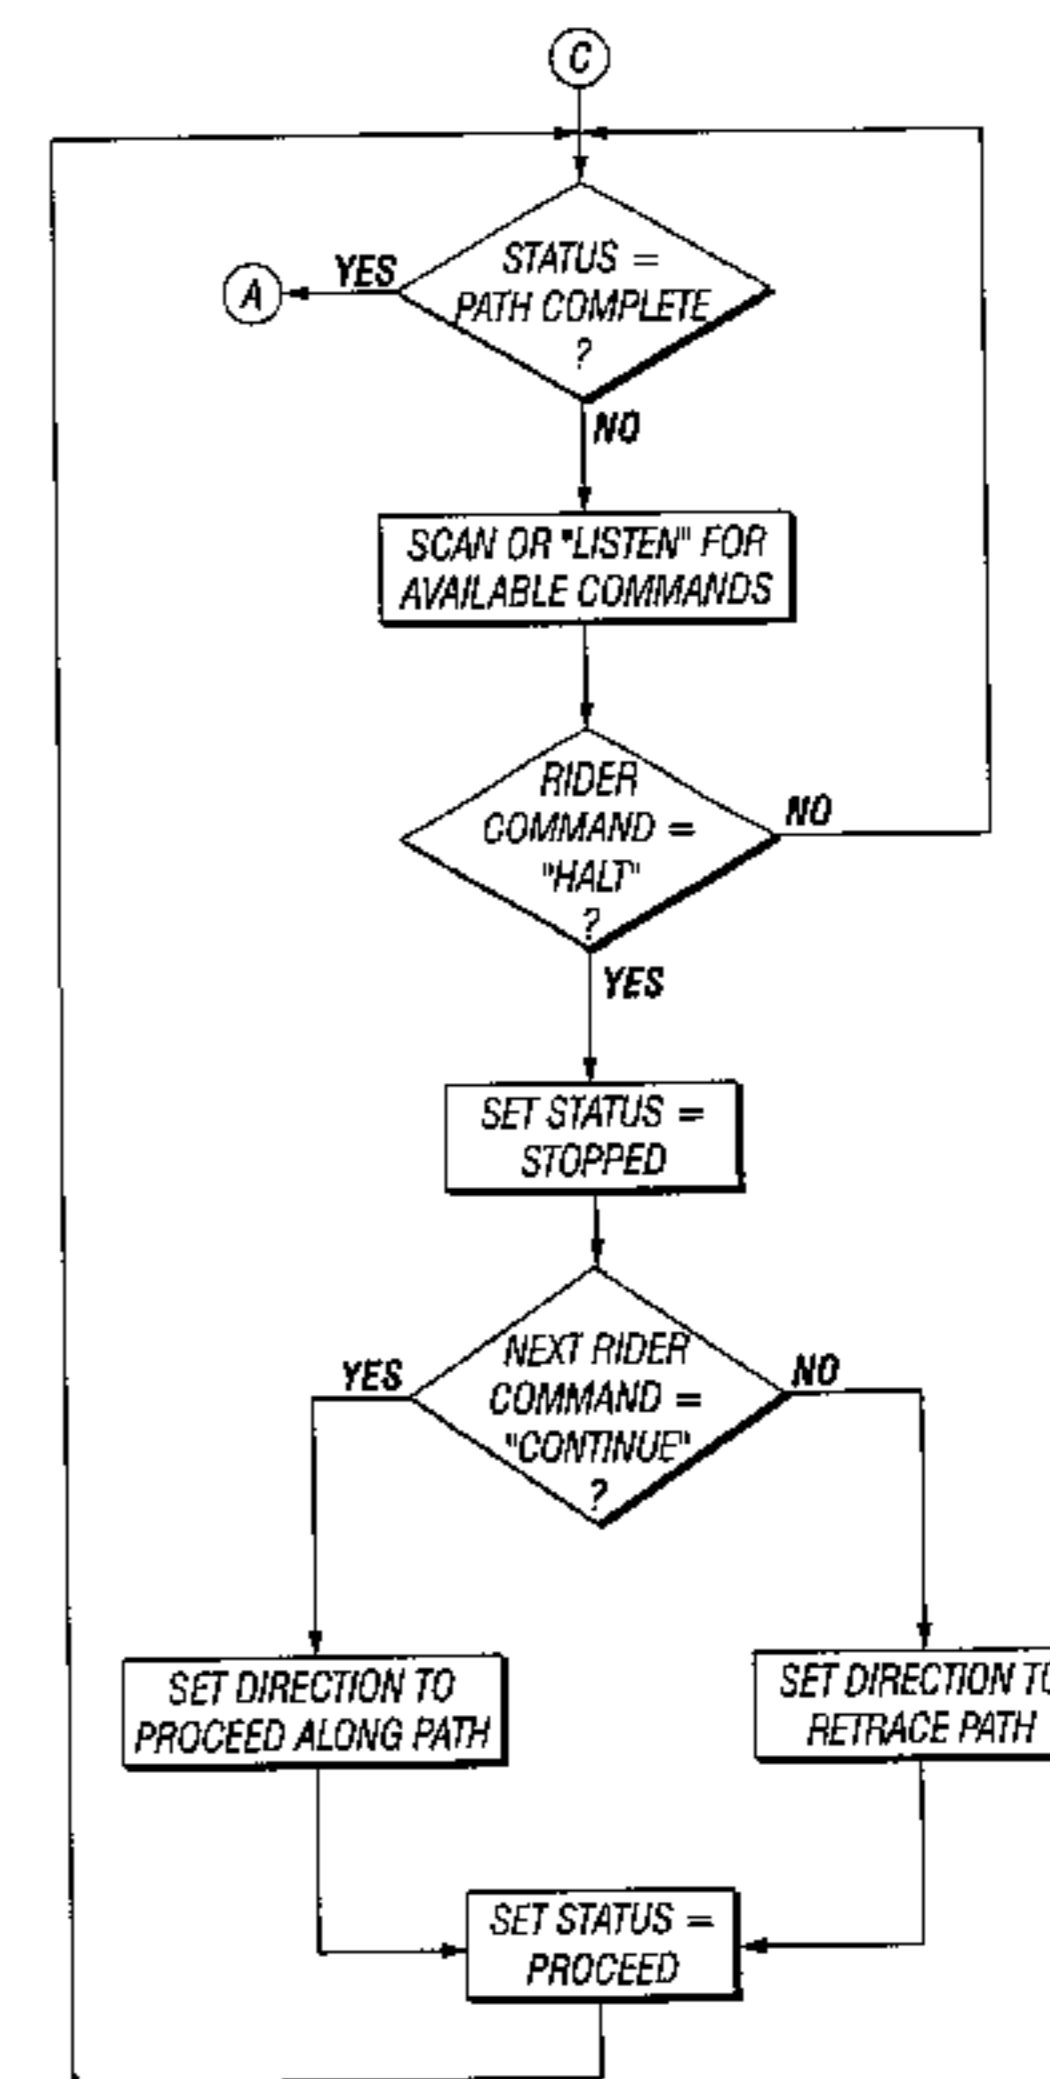 C
YES
A
STATUS =
PATH COMPLETE
?
NO
SCAN OR "LISTEN" FOR
AVAILABLE COMMANDS
RIDER
COMMAND =
"HALT"
?
NO
YES
SET STATUS =
STOPPED
NEXT RIDER
COMMAND =
"CONTINUE"
?
YES
NO
SET DIRECTION TO
PROCEED ALONG PATH
SET DIRECTION TO
RETRACE PATH
SET STATUS =
PROCEED